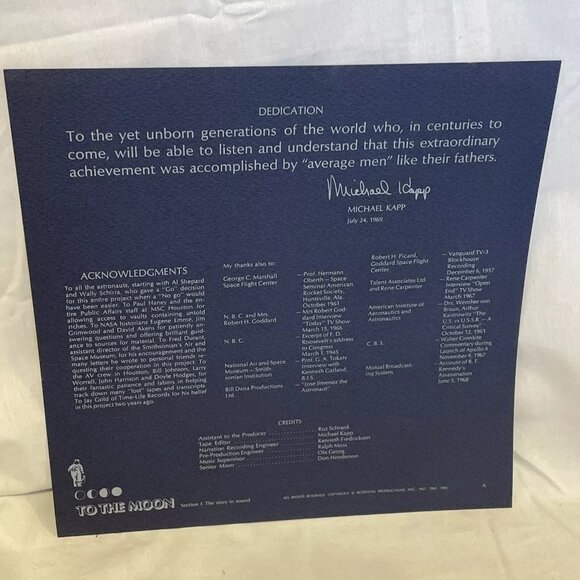 DEDICATION
To the yet unborn generations of the world who, in centuries to
come, will be able to listen and understand that this extraordinary
achievement was accomplished by "average men" like their fathers.
Michael Kapp
MICHAEL KAPP
July 24, 1969
ACKNOWLEDGMENTS
To all the astronauts, starting with Al Shepard
and Wally Schirra, who gave a "Go" decision
for this entire project when a "No go" would
have been easier. To Paul Haney and the en-
tire Public Affairs staff at MSC Houston for
allowing access to vaults containing untold
riches. To NASA historians Eugene Emme, Jim
Grimwood and David Akens for patiently an-
swering questions and offering brilliant guid-
ance to sources for material. To Fred Durant,
assistant director of the Smithsonian's Air and
Space Museum, for his encouragement and the
many letters he wrote to personal friends re-
questing their cooperation in this project. To
the AV crew in Houston, Bill Johnson, Larry
Worrell, John Harrison and Doyle Hodges, for
their fantastic patience and labors in helping
track down many "lost" tapes and transcripts.
To Jay Gold of Time-Life Records for his belief
in this project two years ago.
My thanks also to:
George C. Marshall
Space Flight Center
— Prof. Hermann
Oberth — Space
Seminar American
Rocket Society,
Huntsville, Ala.
October 1961
N. B. C. and Mrs.
Robert H. Goddard
— Mrs Robert God-
dard Interview
"Today" TV Show
March 15, 1966
N. B. C.
— Excerpt of F. D.
Roosevelt's address
to Congress
March 1, 1945
National Air and Space
Museum — Smith-
sonian Institution
— Prof. G. A. Tokaty
Interview with
Kenneth Gatland,
B.I.S.
Bill Dana Productions
Ltd.
— "Jose Jimenez the
Astronaut"
Robert H. Picard,
Goddard Space Flight
Center
— Vanguard TV-3
Blockhouse
Recording
December 6, 1957
Talent Associates Ltd.
and Rene Carpenter
— Rene Carpenter
Interview "Open
End" TV Show
March 1967
American Institute of
Aeronautics and
Astronautics
— Drs. Wernher von
Braun, Arthur
Kantrowitz "The
U.S. vs U.S.S.R. — A
Critical Survey"
October 12, 1961
C. B. S.
— Walter Cronkite
Commentary during
Launch of Apollo 4
November 9, 1967
Mutual Broadcast-
ing System
— Account of R. F.
Kennedy's
Assassination
June 5, 1968
CREDITS
Assistant to the Producer Roz Schrank
Tape Editor Michael Kapp
Narration Recording Engineer Kenneth Fredrickson
Pre-Production Engineer Ralph Moss
Music Supervisor Ole Georg
Senior Mixer Don Henderson
TO THE MOON Section I: The story in sound
ALL RIGHTS RESERVED. COPYRIGHT © PRODUCTIONS, INC.
A